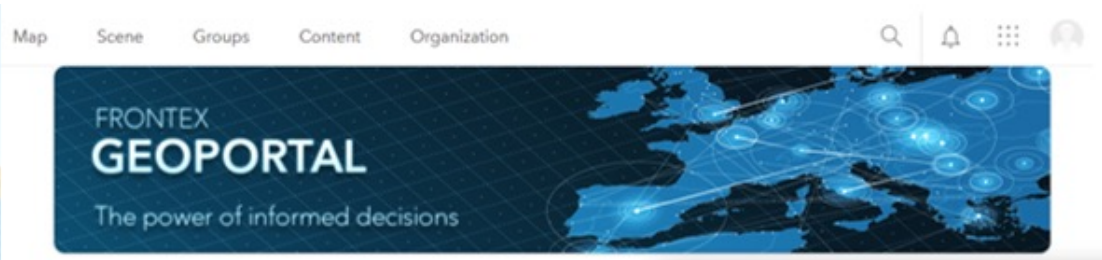 Map Scene Groups Content Organization
FRONTEX
GEOPORTAL
The power of informed decisions